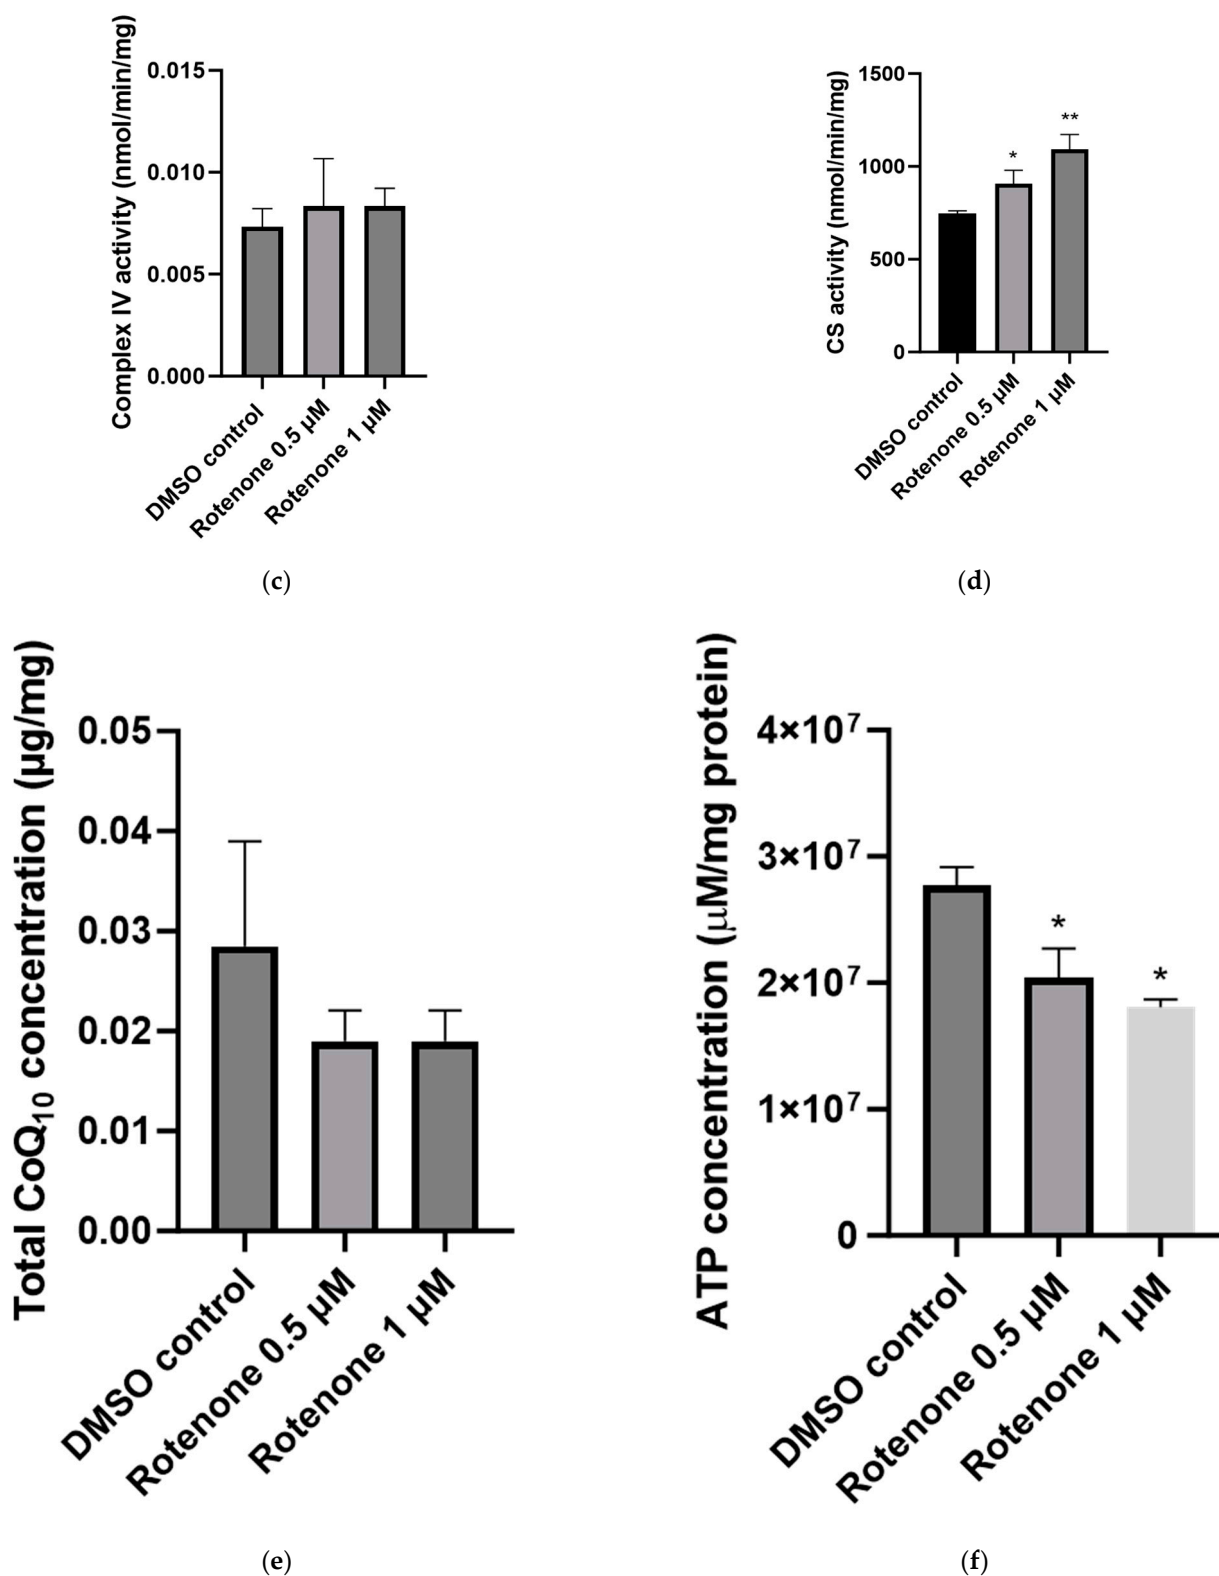 Complex IV activity (nmol/min/mg)
0.015
0.010
0.005
0.000
DMSO control
Rotenone 0.5 µM
Rotenone 1 µM
(c)
CS activity (nmol/min/mg)
1500
1000
500
0
*
**
DMSO control
Rotenone 0.5 µM
Rotenone 1 µM
(d)
Total CoQ₁₀ concentration (µg/mg)
0.05
0.04
0.03
0.02
0.01
0.00
DMSO control
Rotenone 0.5 µM
Rotenone 1 µM
(e)
ATP concentration (µM/mg protein)
4×10⁷
3×10⁷
2×10⁷
1×10⁷
0
*
*
DMSO control
Rotenone 0.5 µM
Rotenone 1 µM
(f)